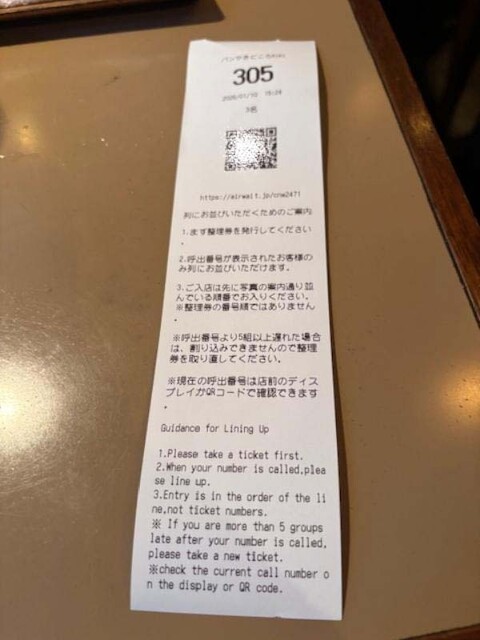 305
15:24
3名
https://airwait.jp/cnw2471
列にお並びいただくためのご案内
1.まず整理券を発行してください
。
2.呼出番号が表示されたお客様の
み列にお並びいただけます。
3.ご入店は先に写真の案内通り並
んでいる順番でお入りください。
※整理券の番号順ではありません
。
※呼出番号より5組以上遅れた場合
は、割り込みできませんので整理
券を取り直してください。
※現在の呼出番号は店前のディス
プレイかQRコードで確認できます
。
Guidance for Lining Up
1.Please take a ticket first.
2.When your number is called,plea
se line up.
3.Entry is in the order of the li
ne,not ticket numbers.
※ If you are more than 5 groups
late after your number is called,
please take a new ticket.
※check the current call number o
n the display or QR code.